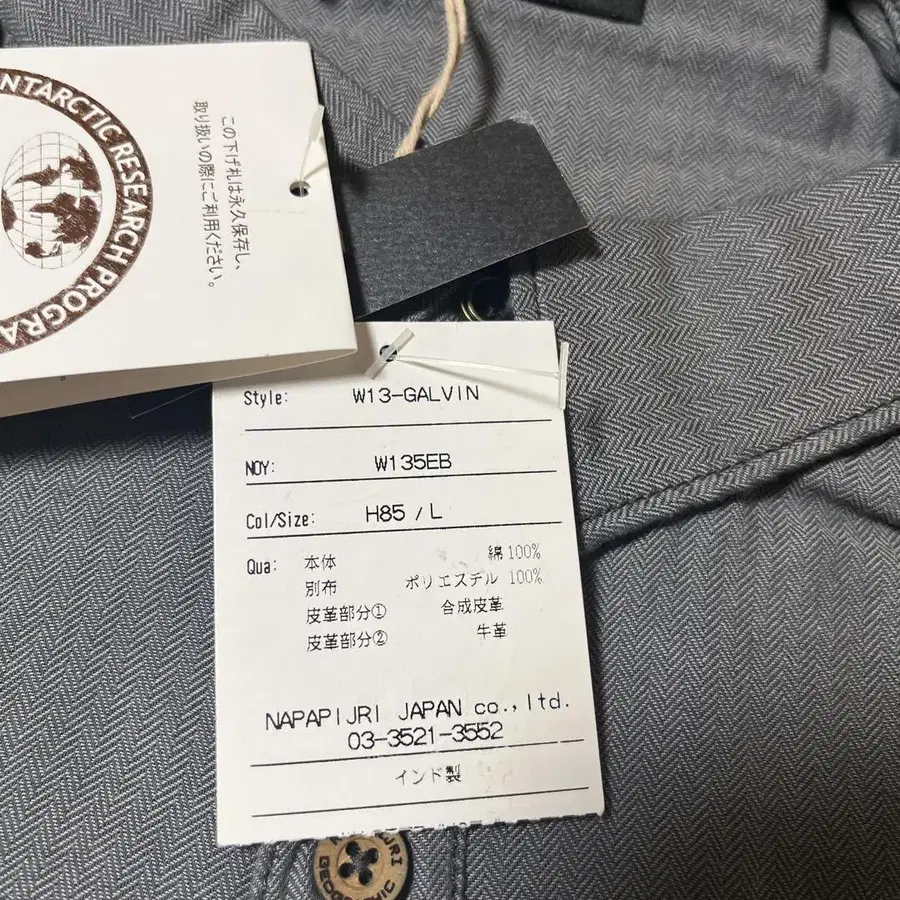 ANTARCTIC RESEARCH PROGRA
この下げ札は永久保存し、
取り扱いの際にご利用ください。
Style: W13-GALVIN
NOY: W135EB
Col/Size: H85 / L
Qua: 本体 綿 100%
別布 ポリエステル 100%
皮革部分① 合成皮革
皮革部分② 牛革
NAPAPIJRI JAPAN co.,ltd.
03-3521-3552
インド製
GEOGRAPHIC